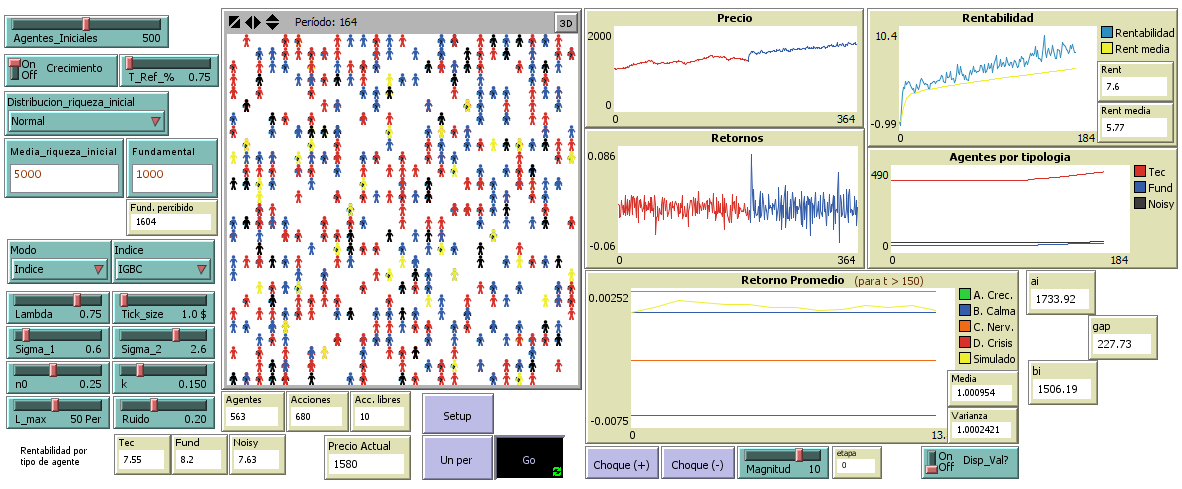 Agentes_Iniciales 500
On
Off
Crecimiento
T_Ref_% 0.75
Distribucion_riqueza_inicial
Normal
Media_riqueza_inicial
5000
Fundamental
1000
Fund. percibido
1604
Modo
Indice
Indice
IGBC
Lambda 0.75
Tick_size 1.0 $
Sigma_1 0.6
Sigma_2 2.6
n0 0.25
k 0.150
L_max 50 Per
Ruido 0.20
Rentabilidad por
tipo de agente
Tec
7.55
Fund
8.2
Noisy
7.63
Período: 164
3D
Agentes
563
Acciones
680
Acc. libres
10
Precio Actual
1580
Setup
Un per
Go
Precio
2000
0
0 364
Retornos
0.086
-0.06
0 364
Rentabilidad
10.4
-0.99
0 184
Rentabilidad
Rent media
Rent
7.6
Rent media
5.77
Agentes por tipologia
490
0
0 184
Tec
Fund
Noisy
Retorno Promedio (para t > 150)
0.00252
-0.0075
0 13.
A. Crec.
B. Calma
C. Nerv.
D. Crisis
Simulado
Media
1.000954
Varianza
1.0002421
ai
1733.92
gap
227.73
bi
1506.19
Choque (+)
Choque (-)
Magnitud 10
etapa
0
On
Off
Disp_Val?